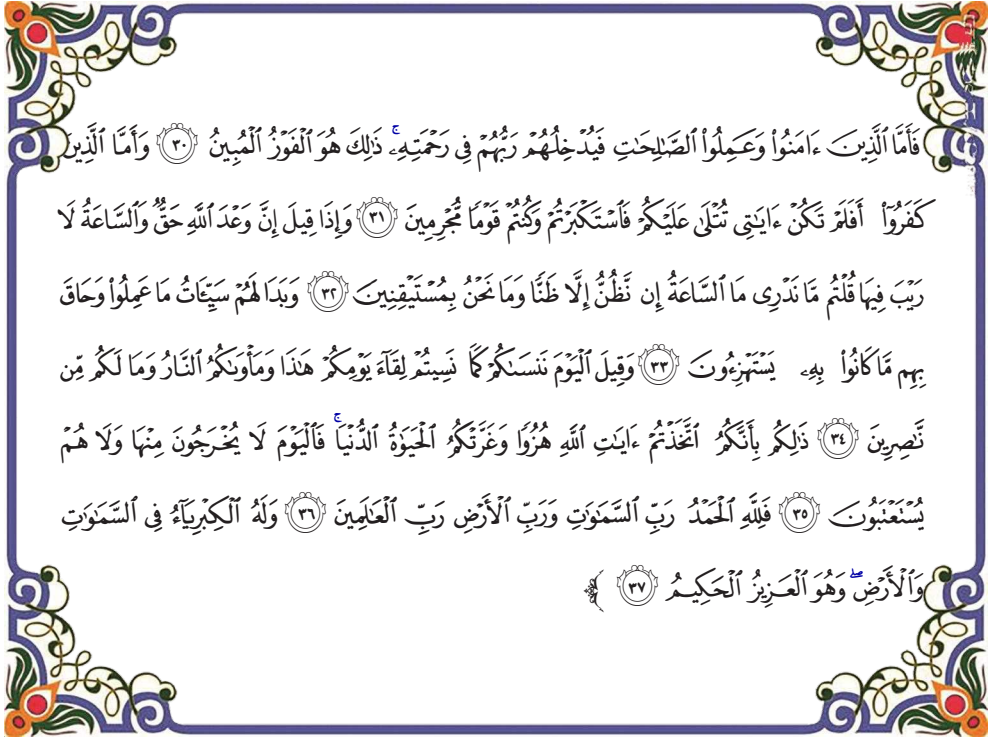 فَأَمَّا ٱلَّذِينَ ءَامَنُوا۟ وَعَمِلُوا۟ ٱلصَّـٰلِحَـٰتِ فَيُدْخِلُهُمْ رَبُّهُمْ فِى رَحْمَتِهِۦ ۚ ذَٰلِكَ هُوَ ٱلْفَوْزُ ٱلْمُبِينُ ٣٠ وَأَمَّا ٱلَّذِينَ
كَفَرُوٓا۟ أَفَلَمْ تَكُنْ ءَايَـٰتِى تُتْلَىٰ عَلَيْكُمْ فَٱسْتَكْبَرْتُمْ وَكُنتُمْ قَوْمًا مُّجْرِمِينَ ٣١ وَإِذَا قِيلَ إِنَّ وَعْدَ ٱللَّهِ حَقٌّ وَٱلسَّاعَةُ لَا
رَيْبَ فِيهَا قُلْتُم مَّا نَدْرِى مَا ٱلسَّاعَةُ إِن نَّظُنُّ إِلَّا ظَنًّا وَمَا نَحْنُ بِمُسْتَيْقِنِينَ ٣٢ وَبَدَا لَهُمْ سَيِّـَٔاتُ مَا عَمِلُوا۟ وَحَاقَ
بِهِم مَّا كَانُوا۟ بِهِۦ يَسْتَهْزِءُونَ ٣٣ وَقِيلَ ٱلْيَوْمَ نَنسَىٰكُمْ كَمَا نَسِيتُمْ لِقَآءَ يَوْمِكُمْ هَـٰذَا وَمَأْوَىٰكُمُ ٱلنَّارُ وَمَا لَكُم مِّن
نَّـٰصِرِينَ ٣٤ ذَٰلِكُم بِأَنَّكُمُ ٱتَّخَذْتُمْ ءَايَـٰتِ ٱللَّهِ هُزُوًا وَغَرَّتْكُمُ ٱلْحَيَوٰةُ ٱلدُّنْيَا ۚ فَٱلْيَوْمَ لَا يُخْرَجُونَ مِنْهَا وَلَا هُمْ
يُسْتَعْتَبُونَ ٣٥ فَلِلَّهِ ٱلْحَمْدُ رَبِّ ٱلسَّمَـٰوَٰتِ وَرَبِّ ٱلْأَرْضِ رَبِّ ٱلْعَـٰلَمِينَ ٣٦ وَلَهُ ٱلْكِبْرِيَآءُ فِى ٱلسَّمَـٰوَٰتِ
وَٱلْأَرْضِ ۖ وَهُوَ ٱلْعَزِيزُ ٱلْحَكِيمُ ٣٧ ﴾